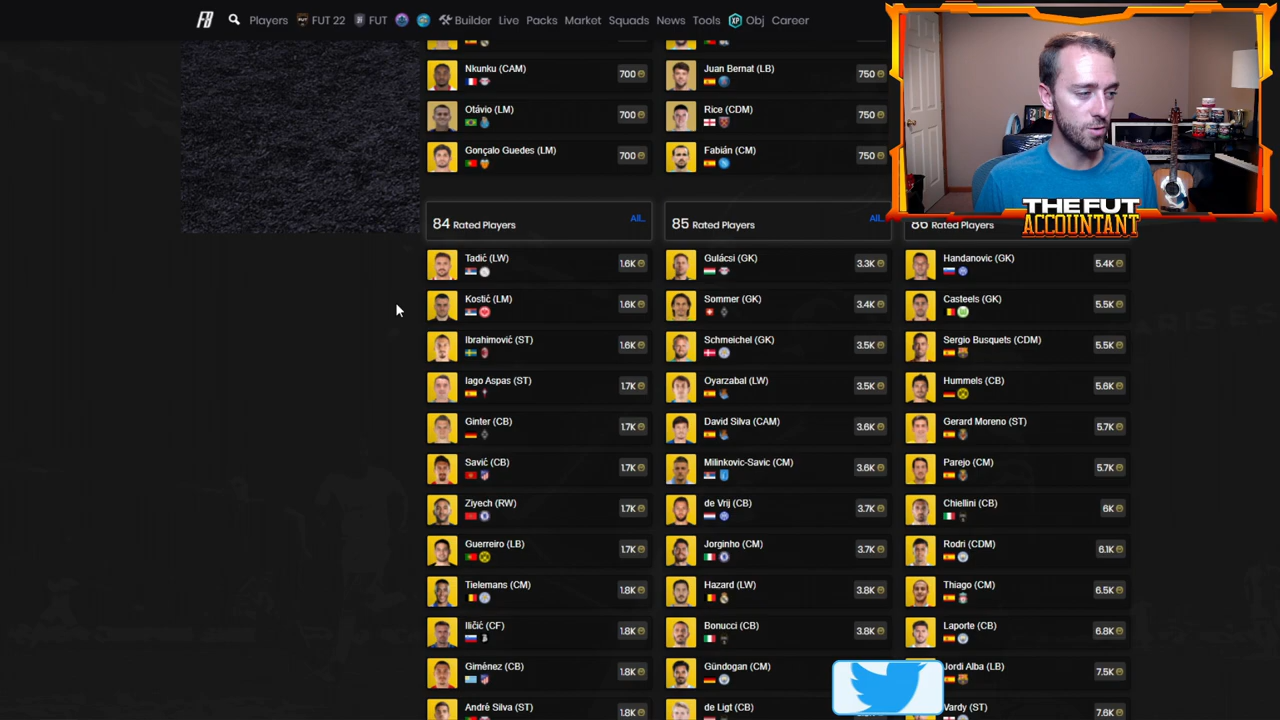 FB Players FUT 22 FUT Builder Live Packs Market Squads News Tools XP Obj Career
Nkunku (CAM) 700
Otávio (LM) 700
Gonçalo Guedes (LM) 700
Juan Bernat (LB) 750
Rice (CDM) 750
Fabián (CM) 750
THE FUT
ACCOUNTANT
84 Rated Players All..
Tadić (LW) 1.6K
Kostić (LM) 1.6K
Ibrahimović (ST) 1.6K
Iago Aspas (ST) 1.7K
Ginter (CB) 1.7K
Savić (CB) 1.7K
Ziyech (RW) 1.7K
Guerreiro (LB) 1.7K
Tielemans (CM) 1.8K
Iličić (CF) 1.8K
Giménez (CB) 1.8K
André Silva (ST) 1.8K
85 Rated Players All..
Gulácsi (GK) 3.3K
Sommer (GK) 3.4K
Schmeichel (GK) 3.5K
Oyarzabal (LW) 3.5K
David Silva (CAM) 3.6K
Milinkovic-Savic (CM) 3.6K
de Vrij (CB) 3.7K
Jorginho (CM) 3.7K
Hazard (LW) 3.8K
Bonucci (CB) 3.8K
Gündogan (CM)
de Ligt (CB)
86 Rated Players
Handanovic (GK) 5.4K
Casteels (GK) 5.5K
Sergio Busquets (CDM) 5.5K
Hummels (CB) 5.6K
Gerard Moreno (ST) 5.7K
Parejo (CM) 5.7K
Chiellini (CB) 6K
Rodri (CDM) 6.1K
Thiago (CM) 6.5K
Laporte (CB) 6.8K
Jordi Alba (LB) 7.5K
Vardy (ST) 7.6K